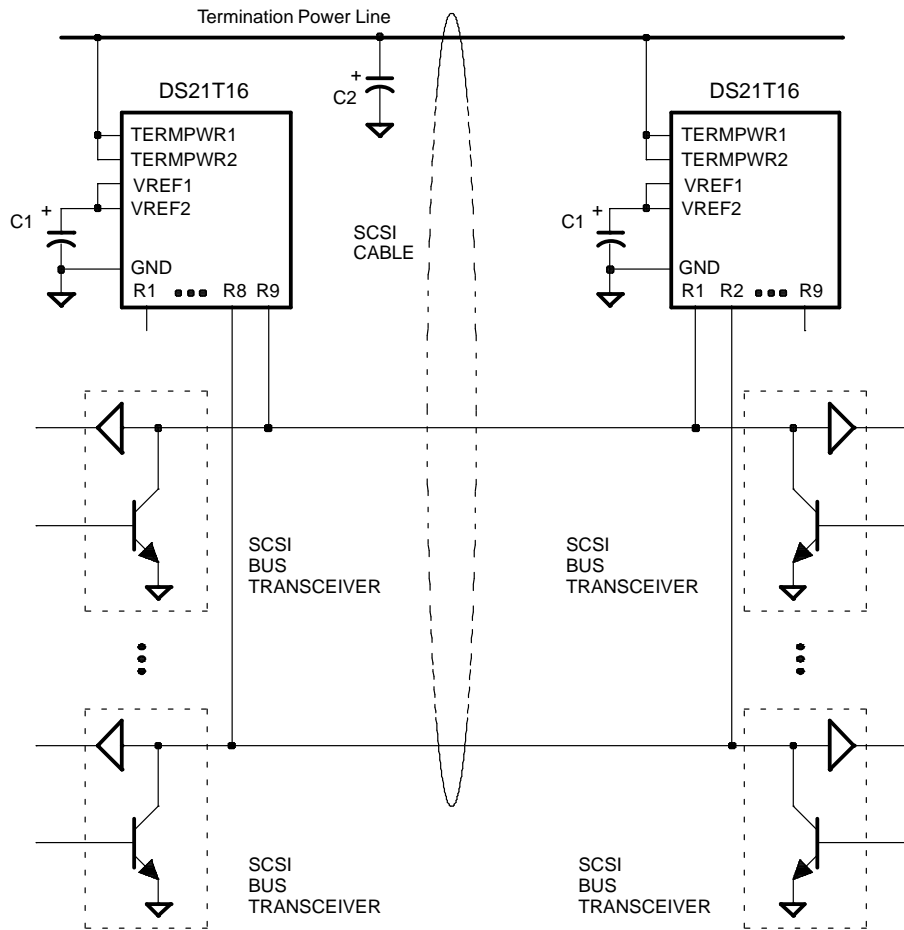 Termination Power Line
DS21T16
+
C2
DS21T16
TERMPWR1
TERMPWR2
VREF1
VREF2
GND
R1 R8 R9
C1 +
SCSI
CABLE
TERMPWR1
TERMPWR2
VREF1
VREF2
GND
R1 R2 R9
C1 +
SCSI
BUS
TRANSCEIVER
SCSI
BUS
TRANSCEIVER
SCSI
BUS
TRANSCEIVER
SCSI
BUS
TRANSCEIVER